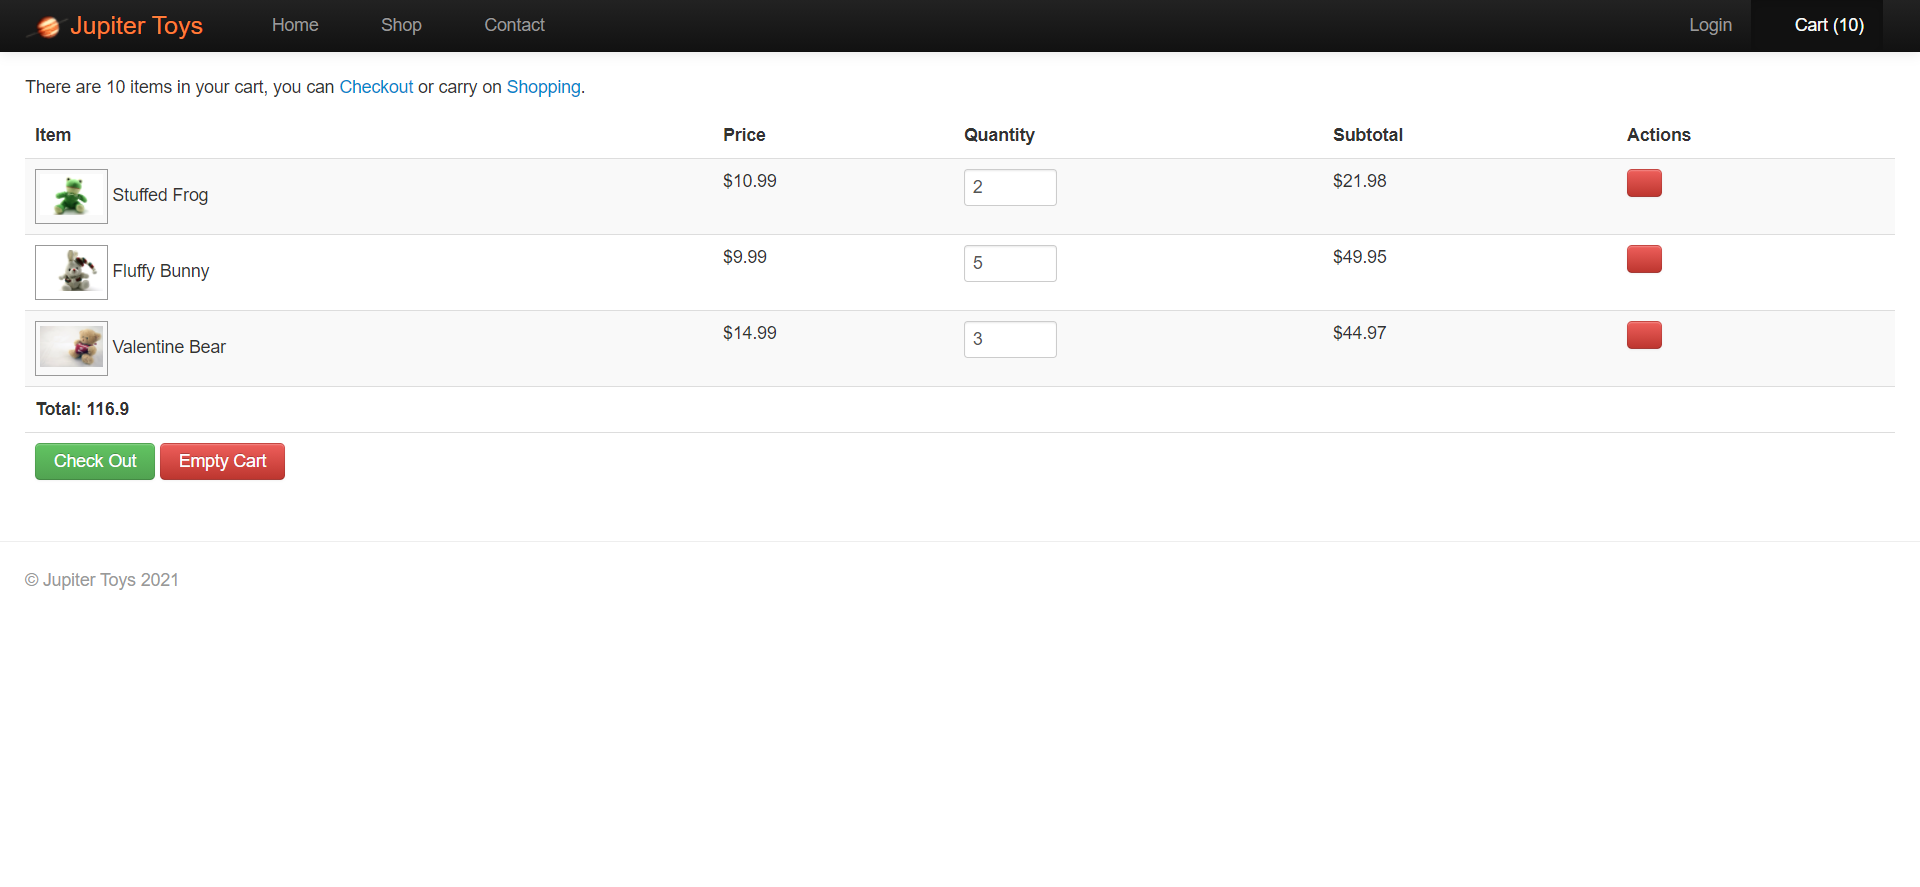 Jupiter Toys Home Shop Contact Login Cart (10)
There are 10 items in your cart, you can Checkout or carry on Shopping.
Item Price Quantity Subtotal Actions
Stuffed Frog $10.99 2 $21.98
Fluffy Bunny $9.99 5 $49.95
Valentine Bear $14.99 3 $44.97
Total: 116.9
Check Out Empty Cart
© Jupiter Toys 2021